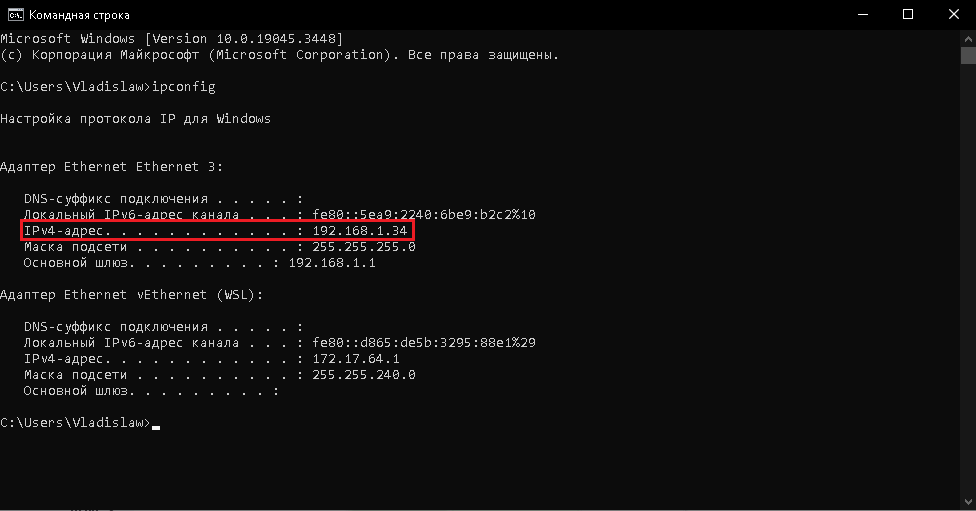 Командная строка
Microsoft Windows [Version 10.0.19045.3448]
(c) Корпорация Майкрософт (Microsoft Corporation). Все права защищены.
C:\Users\Vladislaw>ipconfig
Настройка протокола IP для Windows
Адаптер Ethernet Ethernet 3:
DNS-суффикс подключения . . . . . :
Локальный IPv6-адрес канала . . . : fe80::5ea9:2240:6be9:b2c2%10
IPv4-адрес. . . . . . . . . . . . : 192.168.1.34
Маска подсети . . . . . . . . . . : 255.255.255.0
Основной шлюз. . . . . . . . . : 192.168.1.1
Адаптер Ethernet vEthernet (WSL):
DNS-суффикс подключения . . . . . :
Локальный IPv6-адрес канала . . . : fe80::d865:de5b:3295:88e1%29
IPv4-адрес. . . . . . . . . . . . : 172.17.64.1
Маска подсети . . . . . . . . . . : 255.255.240.0
Основной шлюз. . . . . . . . . :
C:\Users\Vladislaw>